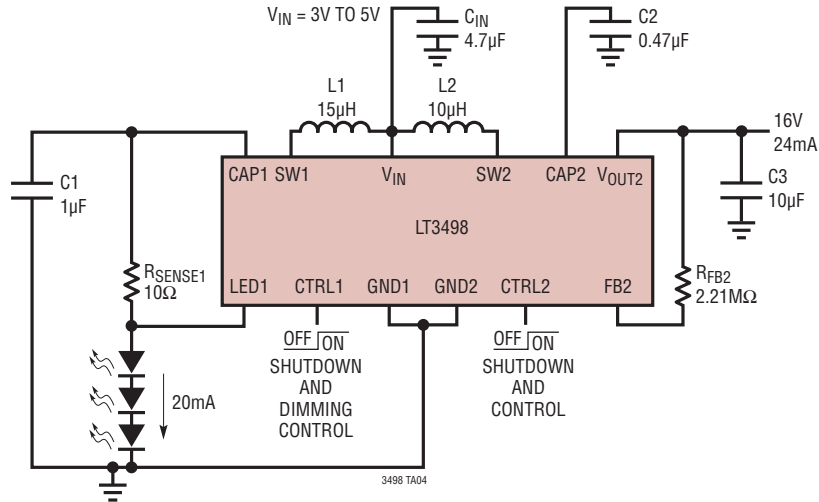 V_IN = 3V TO 5V
C_IN
4.7µF
C2
0.47µF
L1
15µH
L2
10µH
16V
24mA
C1
1µF
CAP1 SW1 V_IN SW2 CAP2 V_OUT2
C3
10µF
LT3498
R_SENSE1
10Ω
LED1 CTRL1 GND1 GND2 CTRL2 FB2
R_FB2
2.21MΩ
OFF ON
SHUTDOWN
AND
DIMMING
CONTROL
OFF ON
SHUTDOWN
AND
CONTROL
20mA
3498 TA04